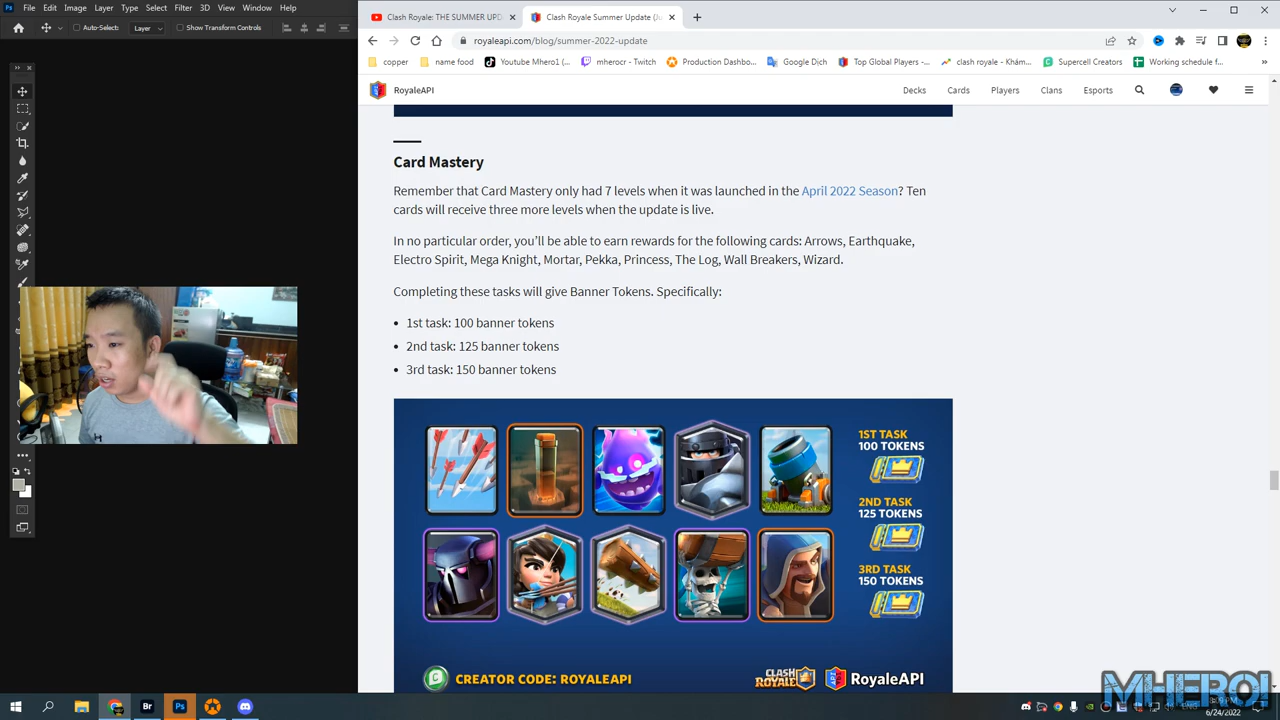 File Edit Image Layer Type Select Filter 3D View Window Help
Auto-Select: Layer Show Transform Controls
Clash Royale: THE SUMMER UPD
Clash Royale Summer Update (Ju
royaleapi.com/blog/summer-2022-update
copper name food Youtube Mhero1 (... mherocr - Twitch Production Dashbo... Google Dịch Top Global Players -... clash royale - Khám... Supercell Creators Working schedule f...
RoyaleAPI Decks Cards Players Clans Esports
Card Mastery
Remember that Card Mastery only had 7 levels when it was launched in the April 2022 Season? Ten
cards will receive three more levels when the update is live.
In no particular order, you'll be able to earn rewards for the following cards: Arrows, Earthquake,
Electro Spirit, Mega Knight, Mortar, Pekka, Princess, The Log, Wall Breakers, Wizard.
Completing these tasks will give Banner Tokens. Specifically:
• 1st task: 100 banner tokens
• 2nd task: 125 banner tokens
• 3rd task: 150 banner tokens
1ST TASK
100 TOKENS
2ND TASK
125 TOKENS
3RD TASK
150 TOKENS
CREATOR CODE: ROYALEAPI
CLASH ROYALE
RoyaleAPI
6/24/2022